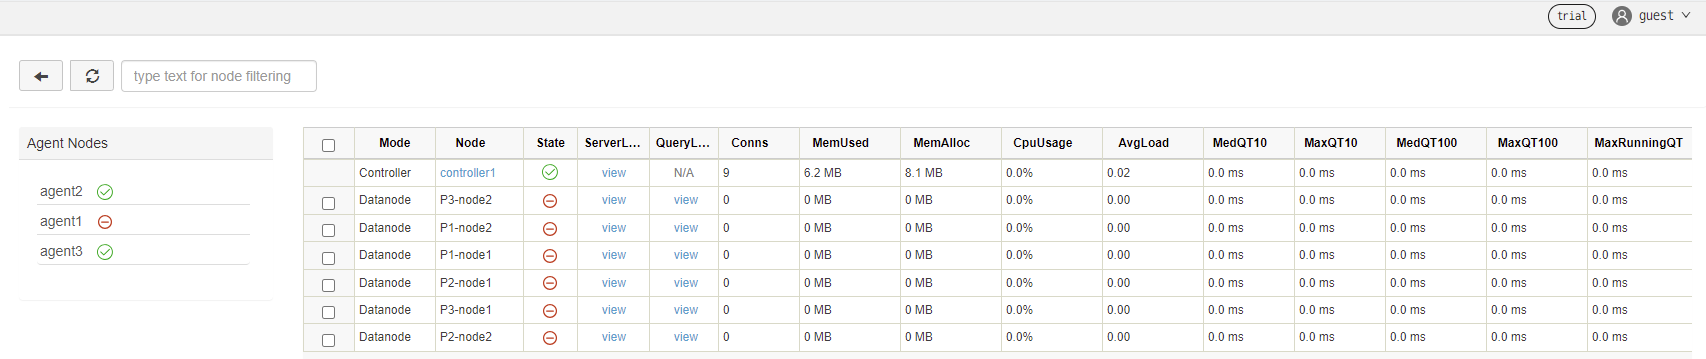 trial guest
type text for node filtering
Agent Nodes
agent2
agent1
agent3
Mode Node State ServerL... QueryL... Conns MemUsed MemAlloc CpuUsage AvgLoad MedQT10 MaxQT10 MedQT100 MaxQT100 MaxRunningQT
Controller controller1 view N/A 9 6.2 MB 8.1 MB 0.0% 0.02 0.0 ms 0.0 ms 0.0 ms 0.0 ms 0.0 ms
Datanode P3-node2 view view 0 0 MB 0 MB 0.0% 0.00 0.0 ms 0.0 ms 0.0 ms 0.0 ms 0.0 ms
Datanode P1-node2 view view 0 0 MB 0 MB 0.0% 0.00 0.0 ms 0.0 ms 0.0 ms 0.0 ms 0.0 ms
Datanode P1-node1 view view 0 0 MB 0 MB 0.0% 0.00 0.0 ms 0.0 ms 0.0 ms 0.0 ms 0.0 ms
Datanode P2-node1 view view 0 0 MB 0 MB 0.0% 0.00 0.0 ms 0.0 ms 0.0 ms 0.0 ms 0.0 ms
Datanode P3-node1 view view 0 0 MB 0 MB 0.0% 0.00 0.0 ms 0.0 ms 0.0 ms 0.0 ms 0.0 ms
Datanode P2-node2 view view 0 0 MB 0 MB 0.0% 0.00 0.0 ms 0.0 ms 0.0 ms 0.0 ms 0.0 ms